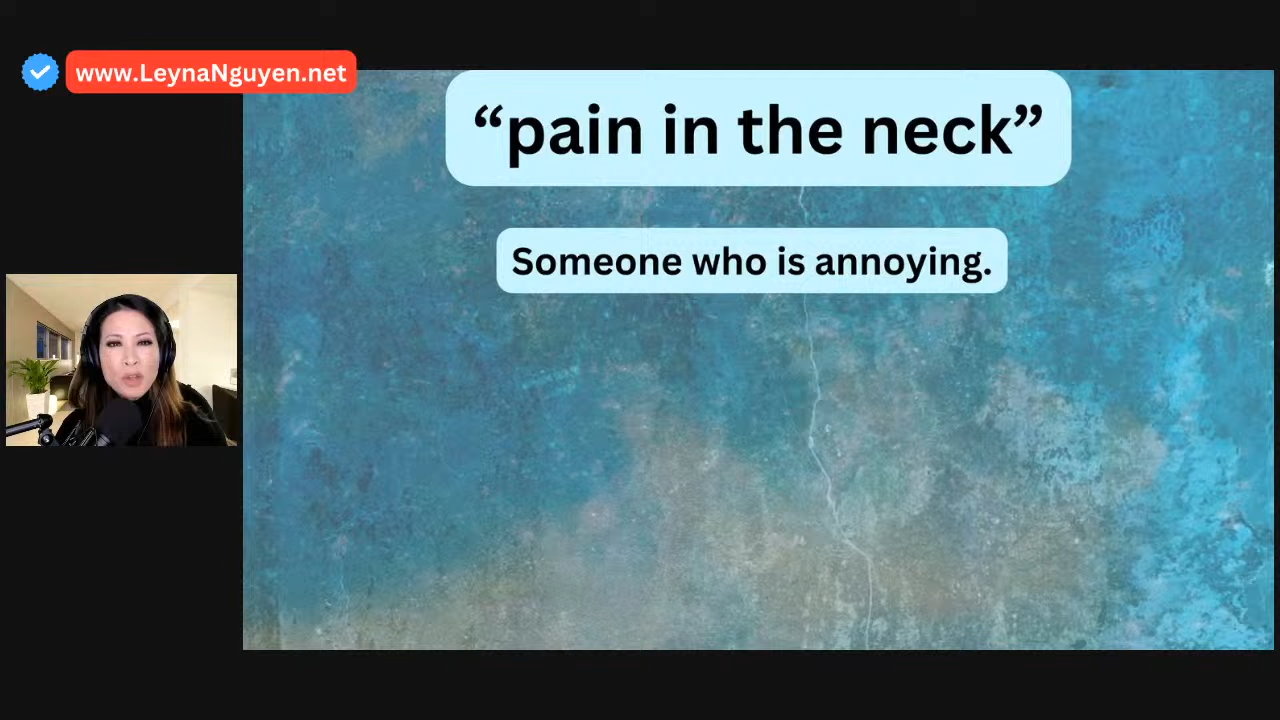 www.LeynaNguyen.net
“pain in the neck”
Someone who is annoying.